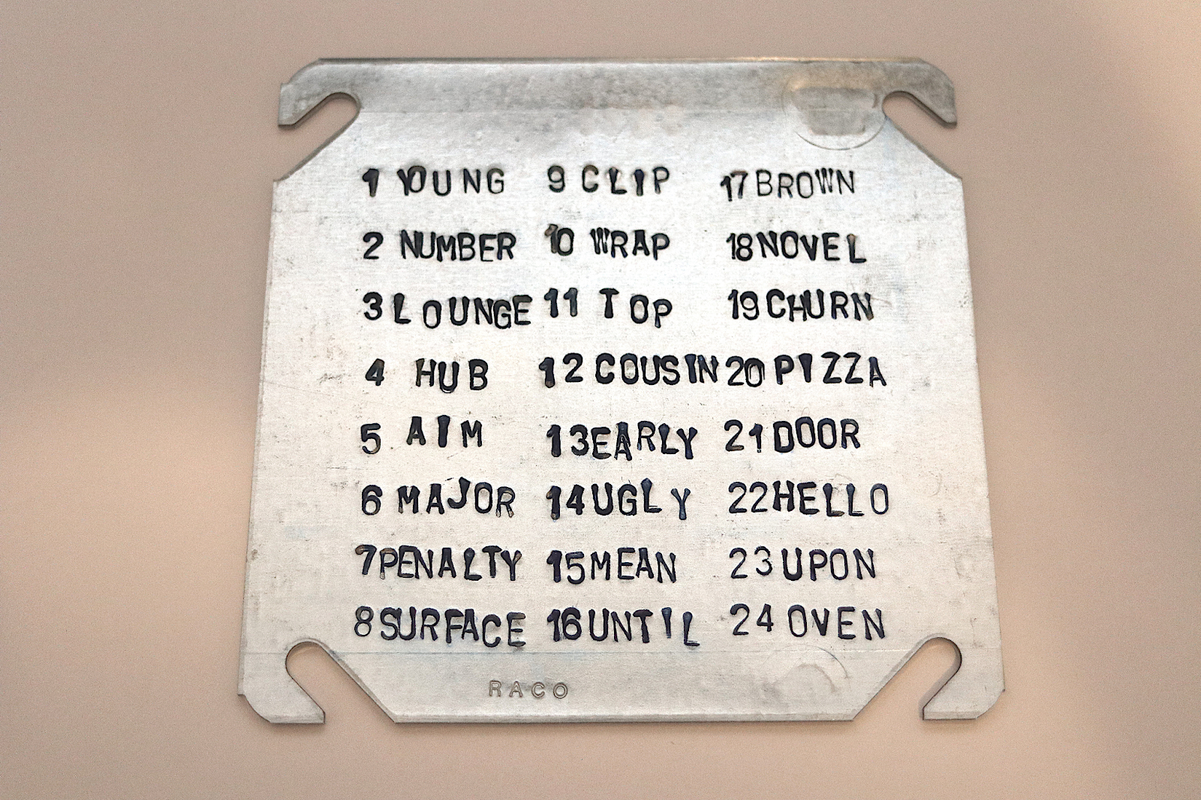 1 YOUNG 9 CLIP 17 BROWN
2 NUMBER 10 WRAP 18 NOVEL
3 LOUNGE 11 TOP 19 CHURN
4 HUB 12 COUSIN 20 PIZZA
5 AIM 13 EARLY 21 DOOR
6 MAJOR 14 UGLY 22 HELLO
7 PENALTY 15 MEAN 23 UPON
8 SURFACE 16 UNTIL 24 OVEN
RACO